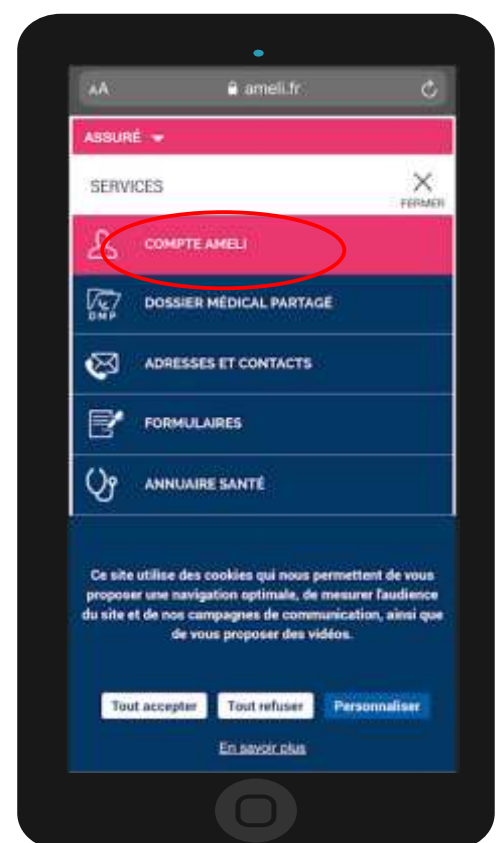 AA ameli.fr
ASSURÉ
SERVICES
FERMER
COMPTE AMELI
DMP
DOSSIER MÉDICAL PARTAGÉ
ADRESSES ET CONTACTS
FORMULAIRES
ANNUAIRE SANTÉ
Ce site utilise des cookies qui nous permettent de vous
proposer une navigation optimale, de mesurer l'audience
du site et de nos campagnes de communication, ainsi que
de vous proposer des vidéos.
Tout accepter Tout refuser Personnaliser
En savoir plus